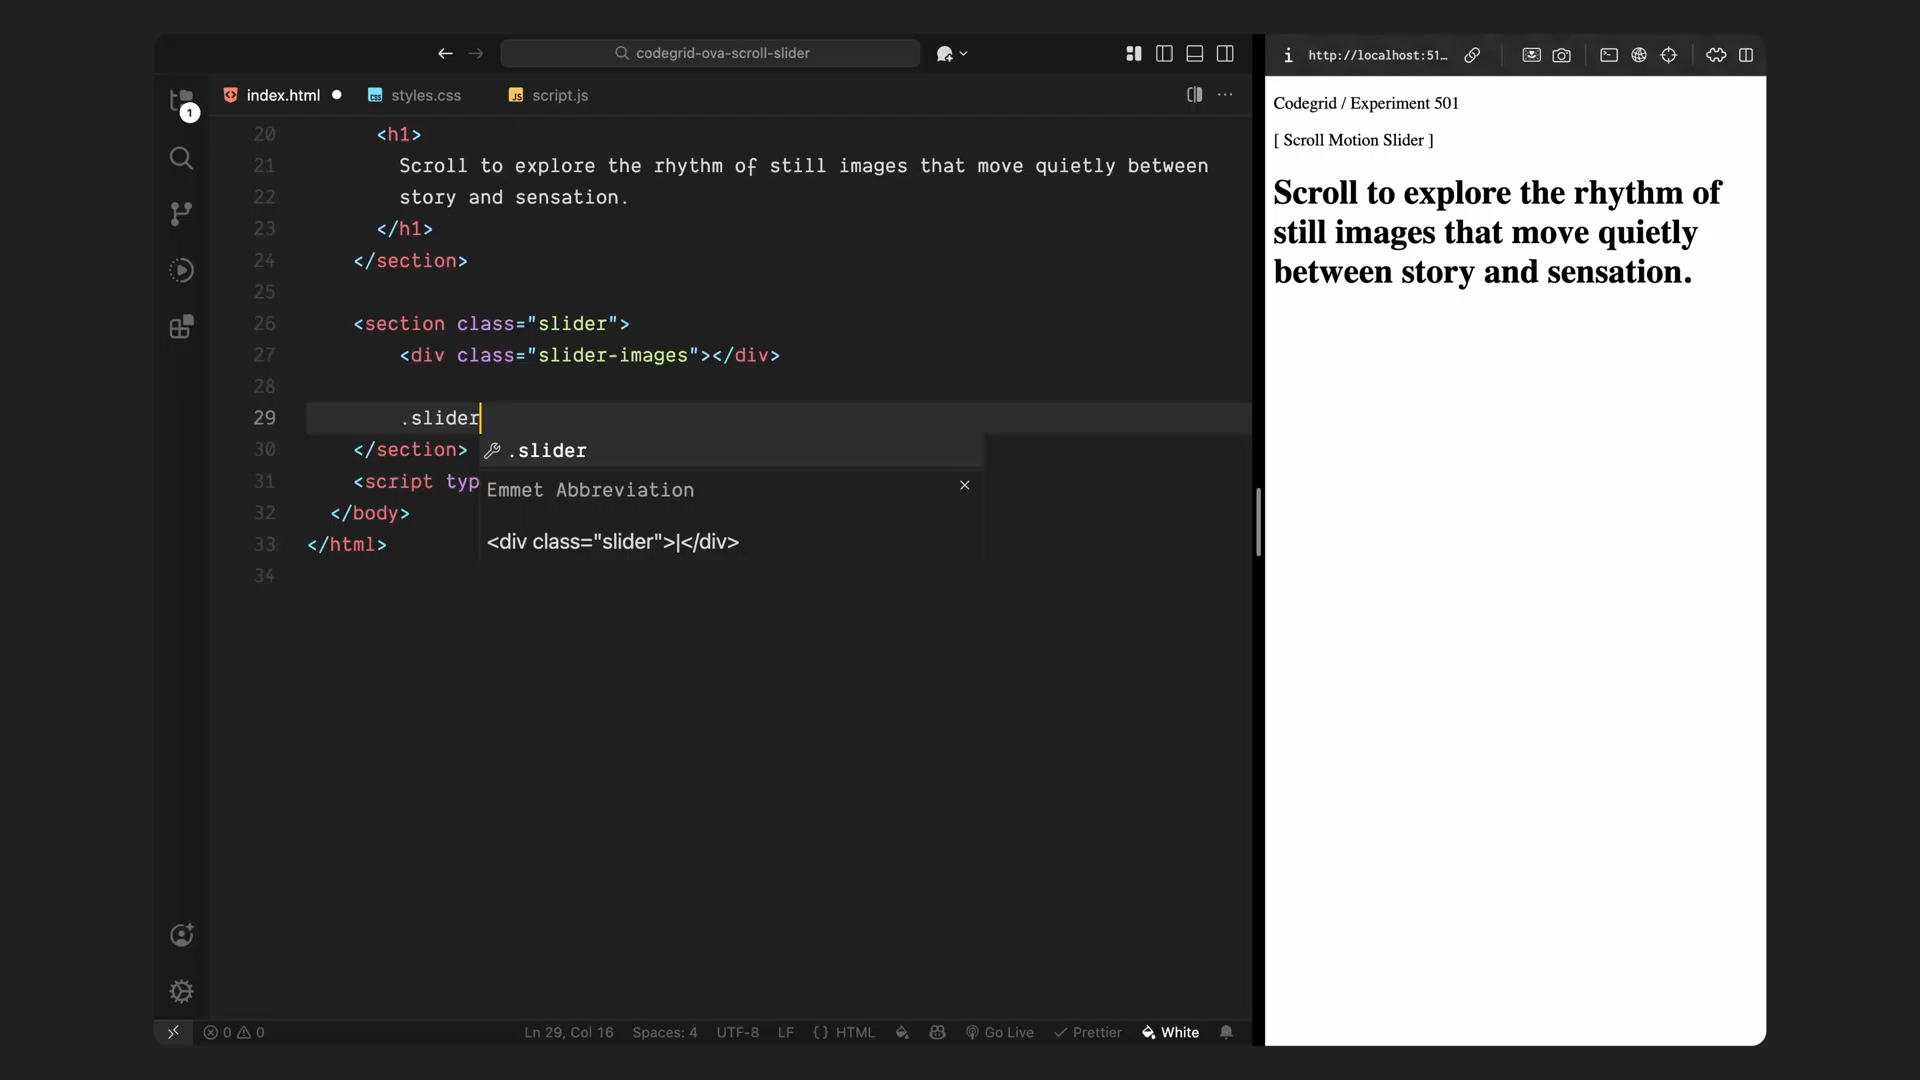 codegrid-ova-scroll-slider
http://localhost:51…
1
index.html
styles.css
script.js
20 <h1>
21 Scroll to explore the rhythm of still images that move quietly between
22 story and sensation.
23 </h1>
24 </section>
25
26 <section class="slider">
27 <div class="slider-images"></div>
28
29 .slider
30 </section>
31 <script typ
32 </body>
33 </html>
34
.slider
Emmet Abbreviation
<div class="slider">|</div>
Codegrid / Experiment 501
[ Scroll Motion Slider ]
Scroll to explore the rhythm of
still images that move quietly
between story and sensation.
0 0
Ln 29, Col 16
Spaces: 4
UTF-8
LF
{} HTML
Go Live
Prettier
White